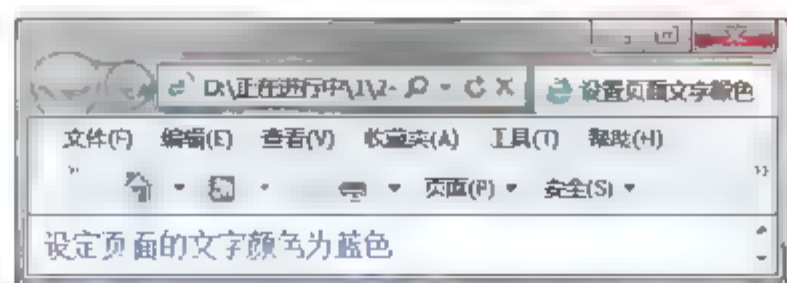 D:\正在进行中\1\2- 设置页面文字颜色
文件(F) 编辑(E) 查看(V) 收藏夹(A) 工具(T) 帮助(H)
页面(P) 安全(S)
设定页面的文字颜色为蓝色